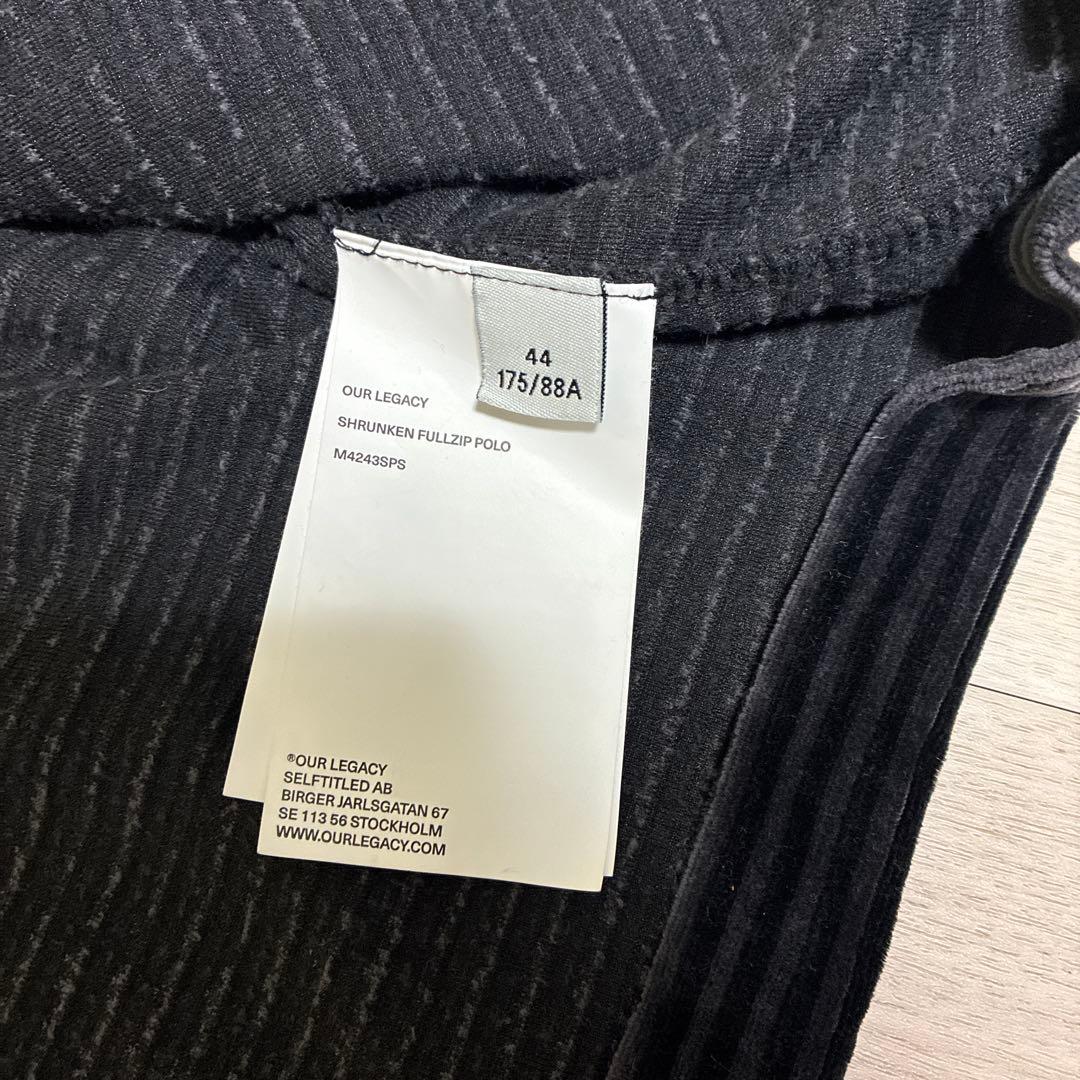 44
175/88A
OUR LEGACY
SHRUNKEN FULLZIP POLO
M4243SPS
®OUR LEGACY
SELFTITLED AB
BIRGER JARLSGATAN 67
SE 113 56 STOCKHOLM
WWW.OURLEGACY.COM